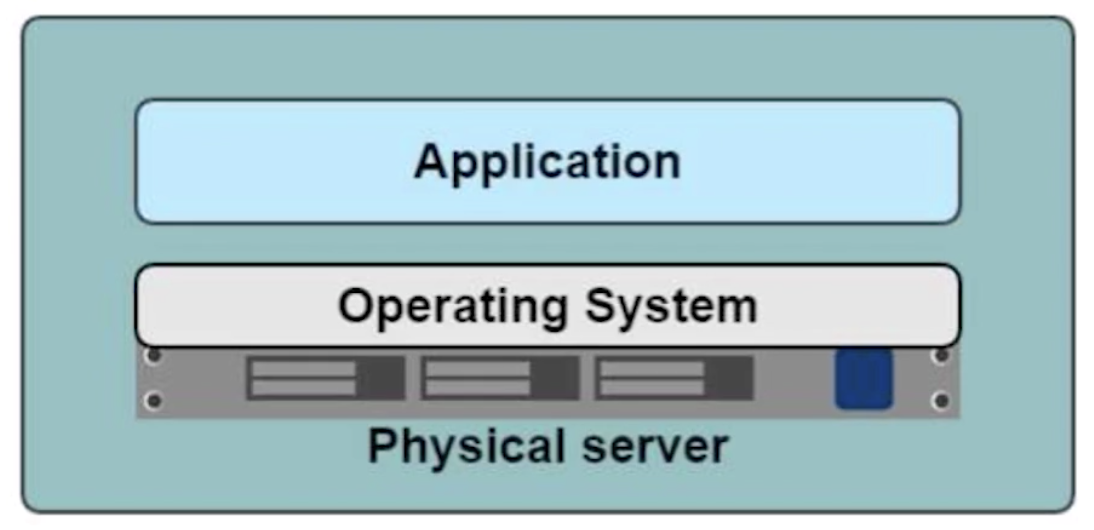 Application
Operating System
Physical server